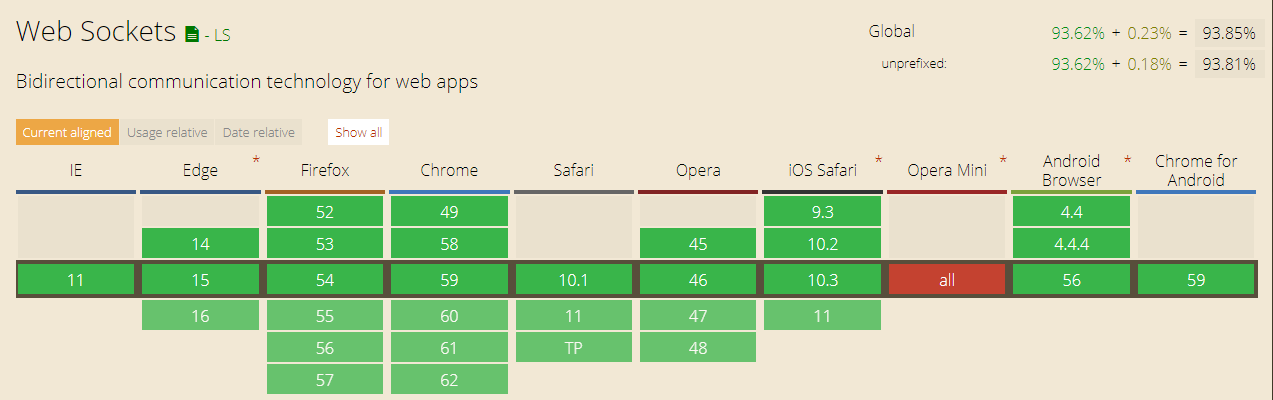 Web Sockets - LS
Global 93.62% + 0.23% = 93.85%
unprefixed: 93.62% + 0.18% = 93.81%
Bidirectional communication technology for web apps
Current aligned Usage relative Date relative Show all
IE Edge * Firefox Chrome Safari Opera iOS Safari * Opera Mini * Android Browser * Chrome for Android
52 49 9.3 4.4
14 53 58 45 10.2 4.4.4
11 15 54 59 10.1 46 10.3 all 56 59
16 55 60 11 47 11
56 61 TP 48
57 62